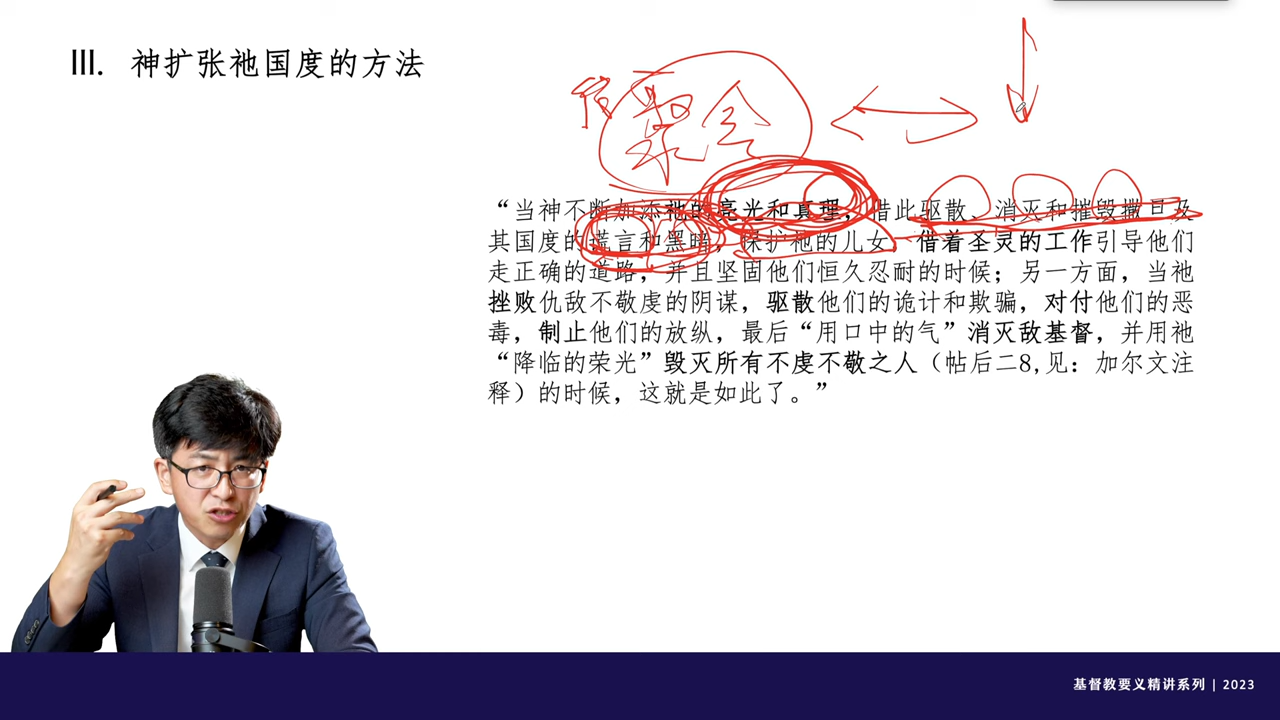 III. 神扩张祂国度的方法
聚会
“当神不断加添祂的亮光和真理，借此驱散、消灭和摧毁撒旦及
其国度的谎言和黑暗，保护祂的儿女，借着圣灵的工作引导他们
走正确的道路，并且坚固他们恒久忍耐的时候；另一方面，当祂
挫败仇敌不敬虔的阴谋，驱散他们的诡计和欺骗，对付他们的恶
毒，制止他们的放纵，最后“用口中的气”消灭敌基督，并用祂
“降临的荣光”毁灭所有不虔不敬之人（帖后二8,见：加尔文注
释）的时候，这就是如此了。”
基督教要义精讲系列 | 2023